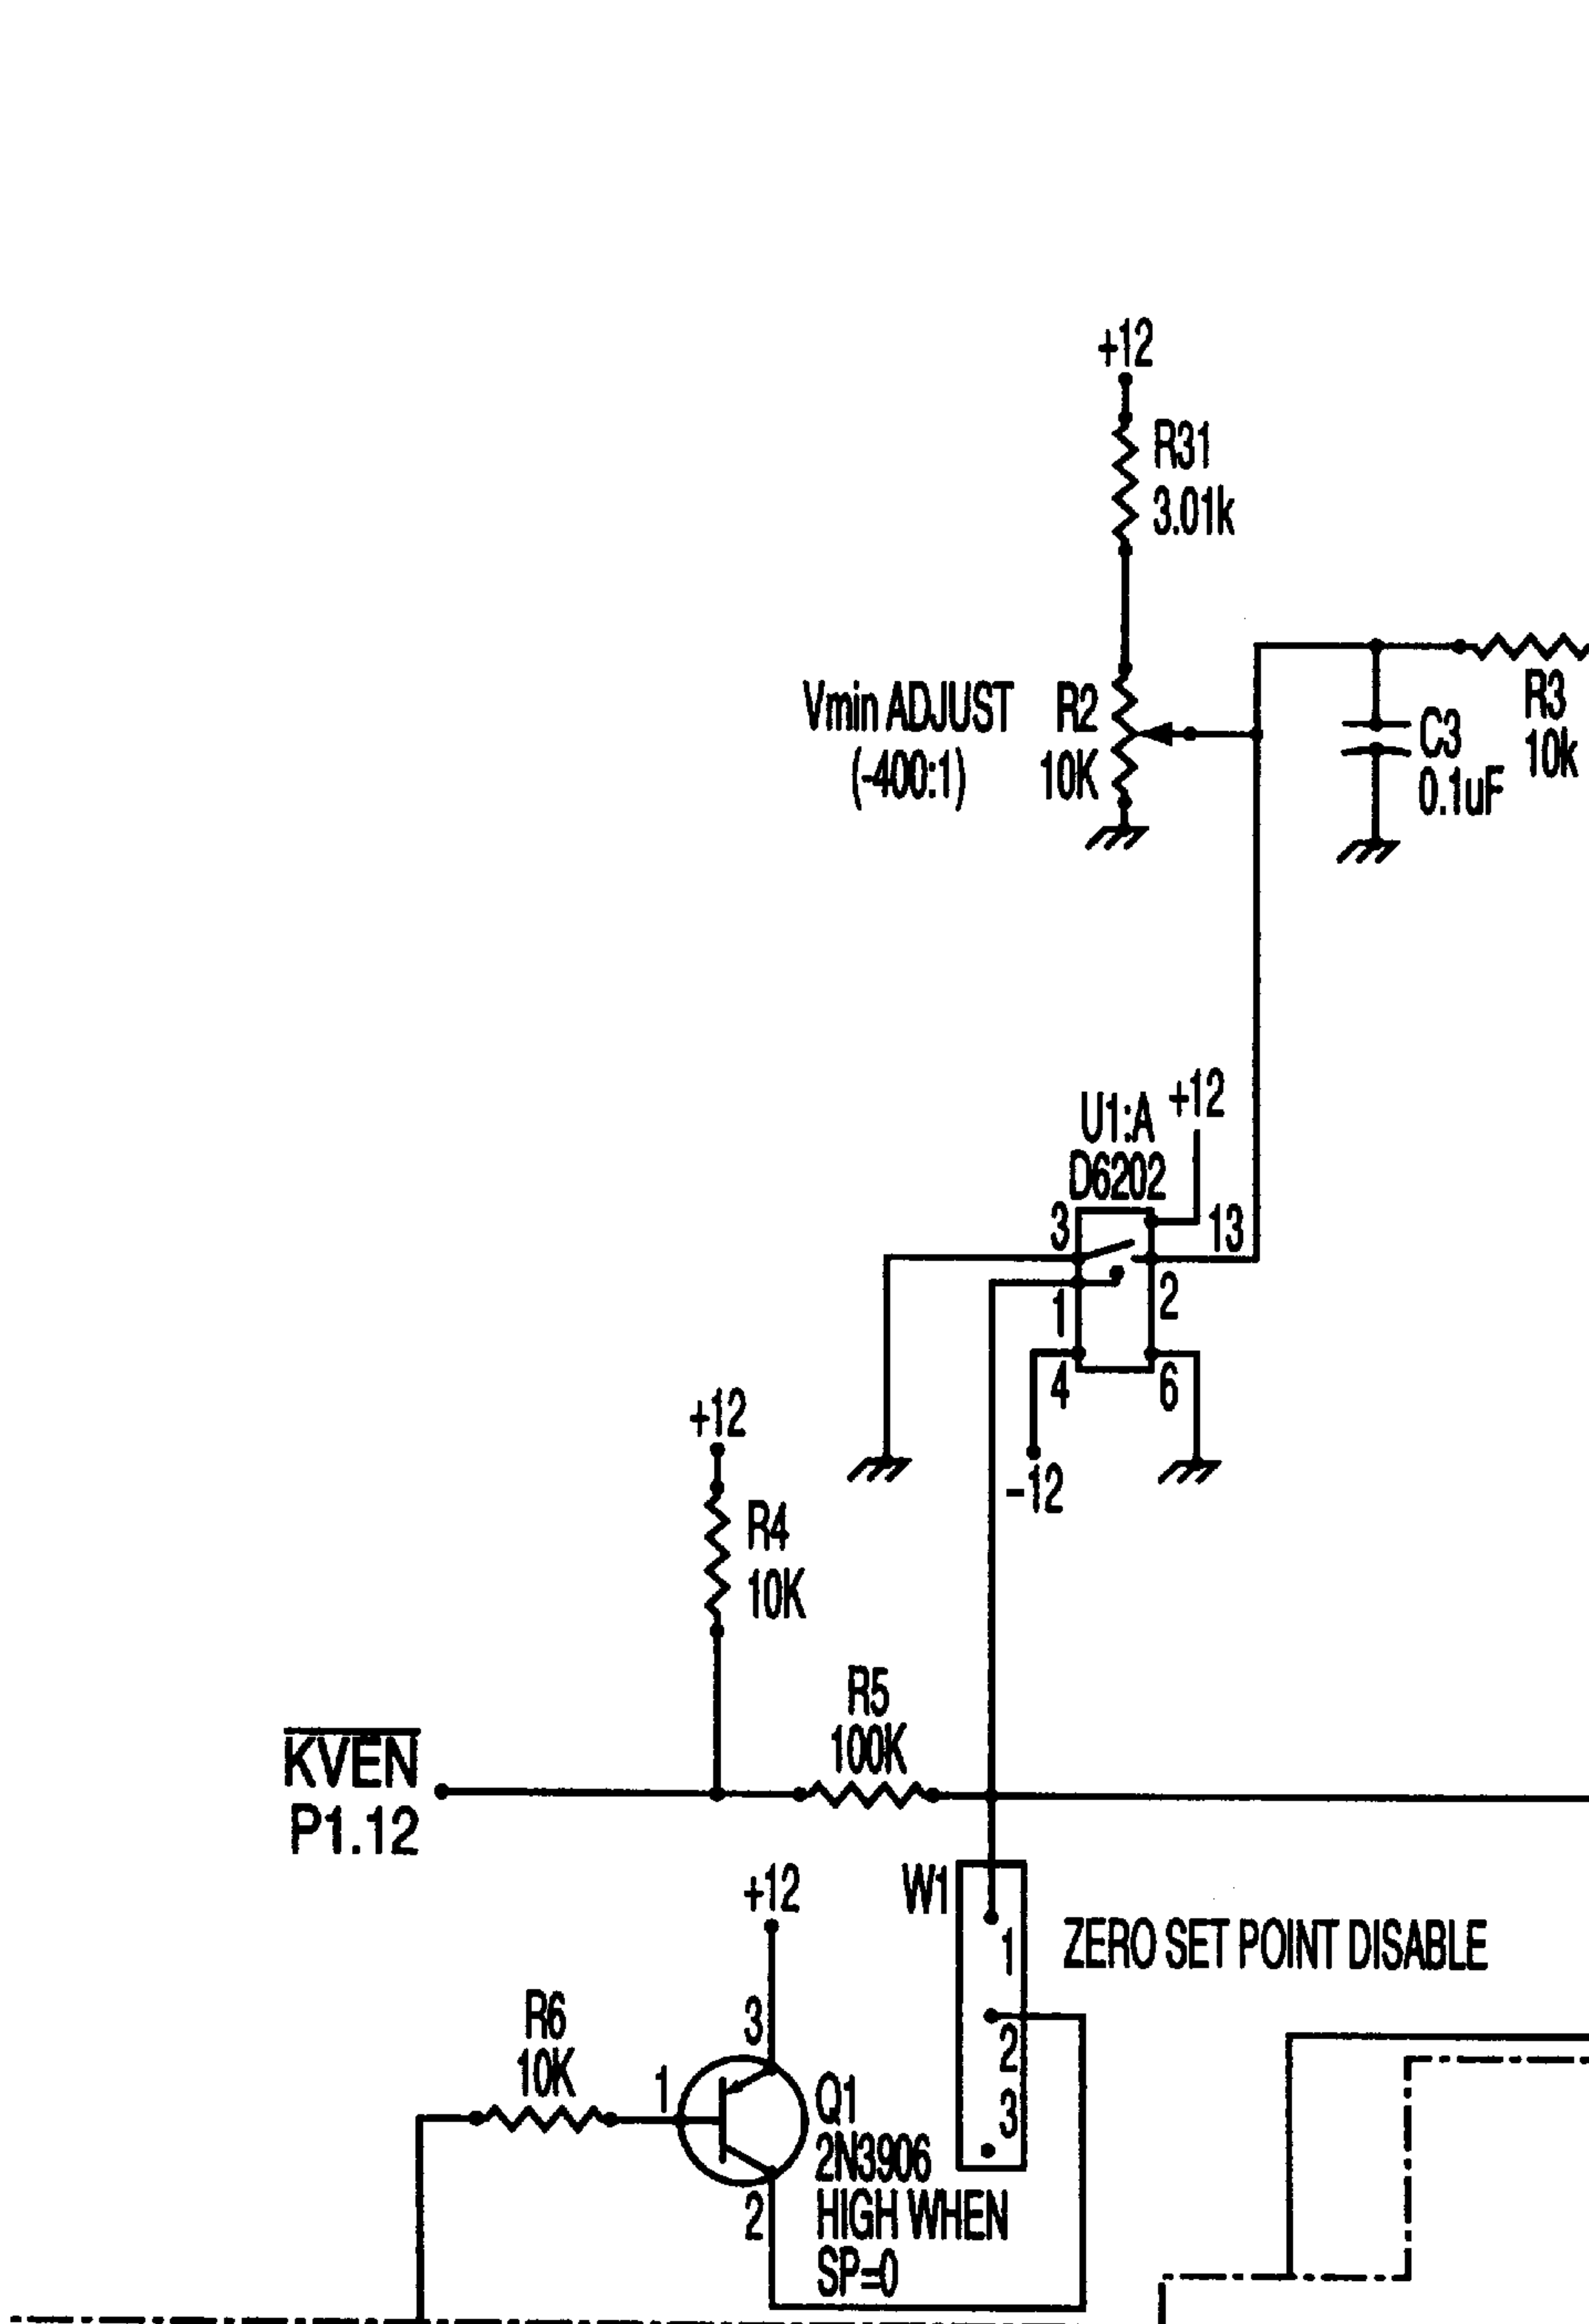 +12
R31
3.01k
Vmin ADJUST
(-400:1)
R2
10K
C3
0.1uF
R3
10k
U1:A
D6202
+12
3
13
1
2
4
6
-12
+12
R4
10K
R5
100K
KVEN
P1.12
+12
W1
1
ZERO SET POINT DISABLE
2
3
R6
10K
3
1
Q1
2N3906
HIGH WHEN
SP=0
2